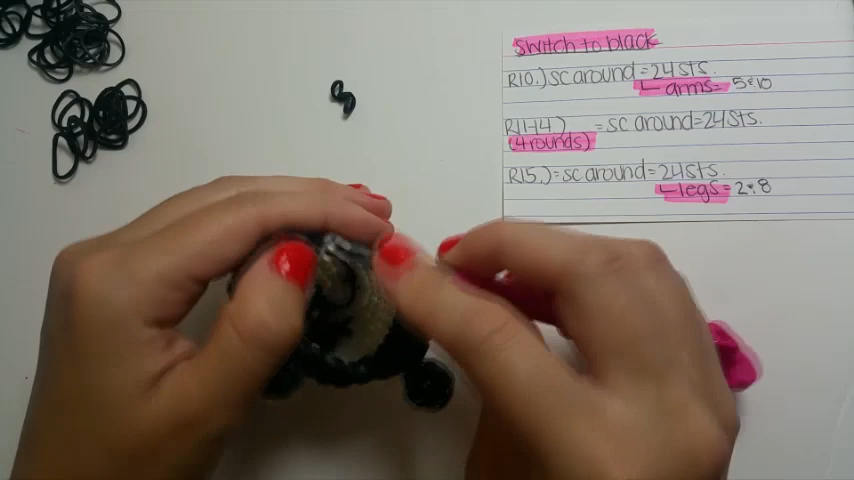 Switch to black
R10.) sc around = 24 sts.
↳ arms = 5 & 10
R11-14) = sc around = 24 sts.
(4 rounds)
R15.) = sc around = 24 sts.
↳ legs = 2 & 8